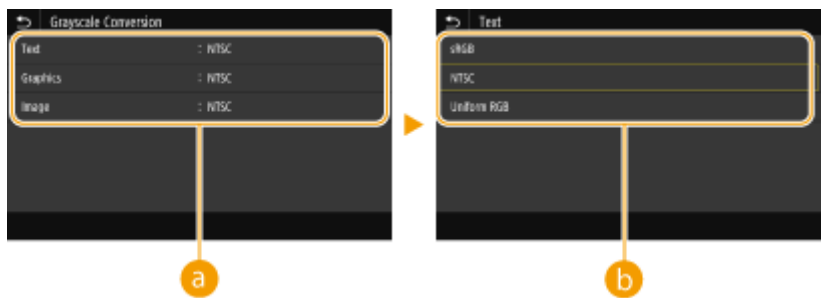 Grayscale Conversion
Text : NTSC
Graphics : NTSC
Image : NTSC
a
Text
sRGB
NTSC
Uniform RGB
b